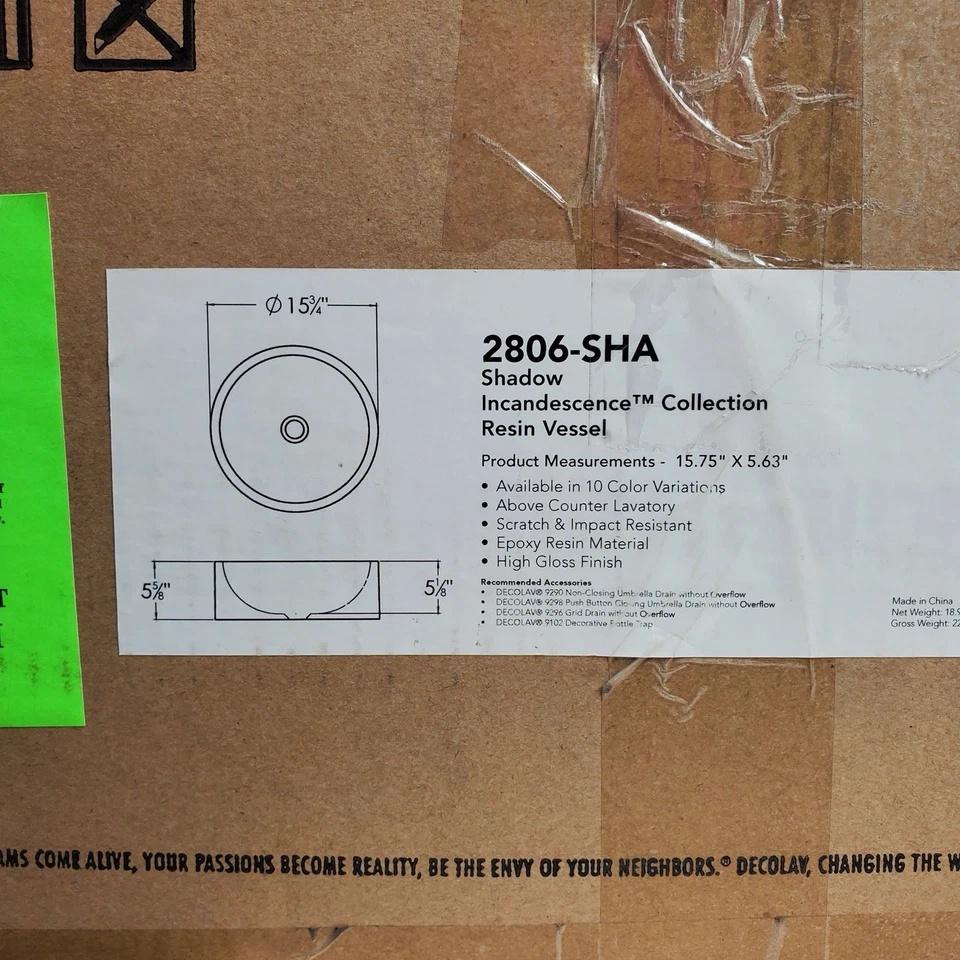 Ø 15¾"
2806-SHA
Shadow
Incandescence™ Collection
Resin Vessel
Product Measurements - 15.75" X 5.63"
• Available in 10 Color Variations
• Above Counter Lavatory
• Scratch & Impact Resistant
• Epoxy Resin Material
• High Gloss Finish
5⅝"
5⅛"
Recommended Accessories
• DECOLAV® 9290 Non-Closing Umbrella Drain without Overflow
• DECOLAV® 9298 Push Button Closing Umbrella Drain without Overflow
• DECOLAV® 9296 Grid Drain without Overflow
• DECOLAV® 9102 Decorative Bottle Trap
Made in China
Net Weight: 18.9
Gross Weight: 22
AMS COME ALIVE, YOUR PASSIONS BECOME REALITY, BE THE ENVY OF YOUR NEIGHBORS.® DECOLAV, CHANGING THE W